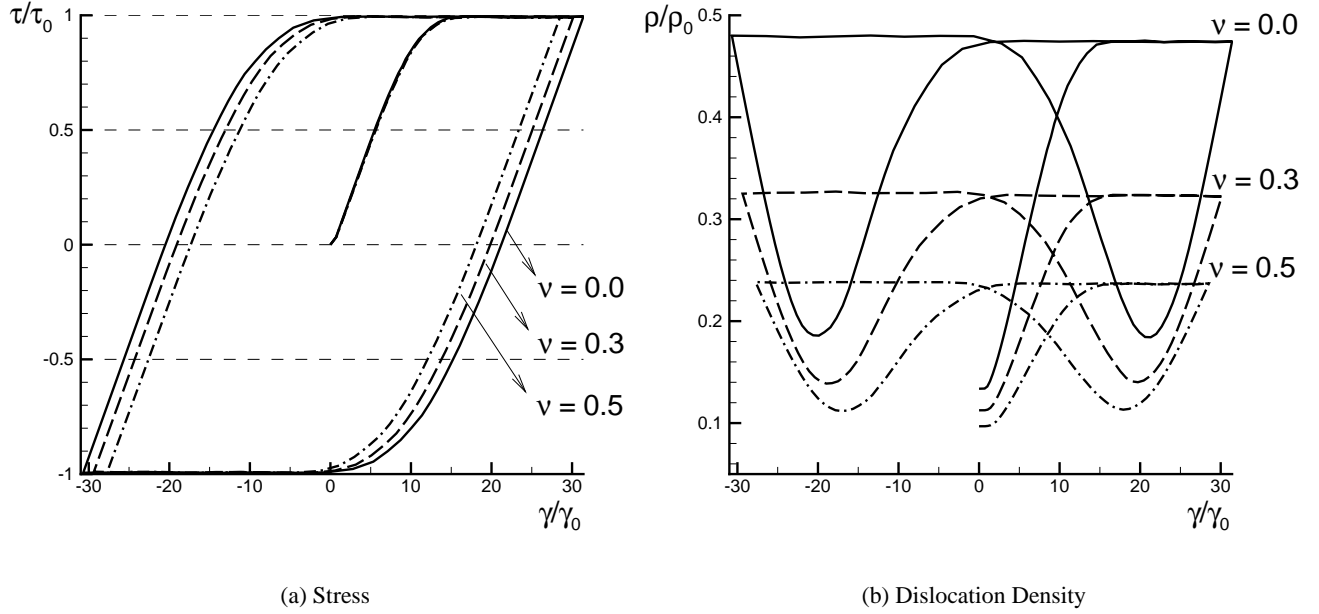 τ/τ0
1
0.5
0
-0.5
-1
-30 -20 -10 0 10 20 30
γ/γ0
ν = 0.0
ν = 0.3
ν = 0.5
(a) Stress
ρ/ρ0
0.5
0.4
0.3
0.2
0.1
-30 -20 -10 0 10 20 30
γ/γ0
ν = 0.0
ν = 0.3
ν = 0.5
(b) Dislocation Density